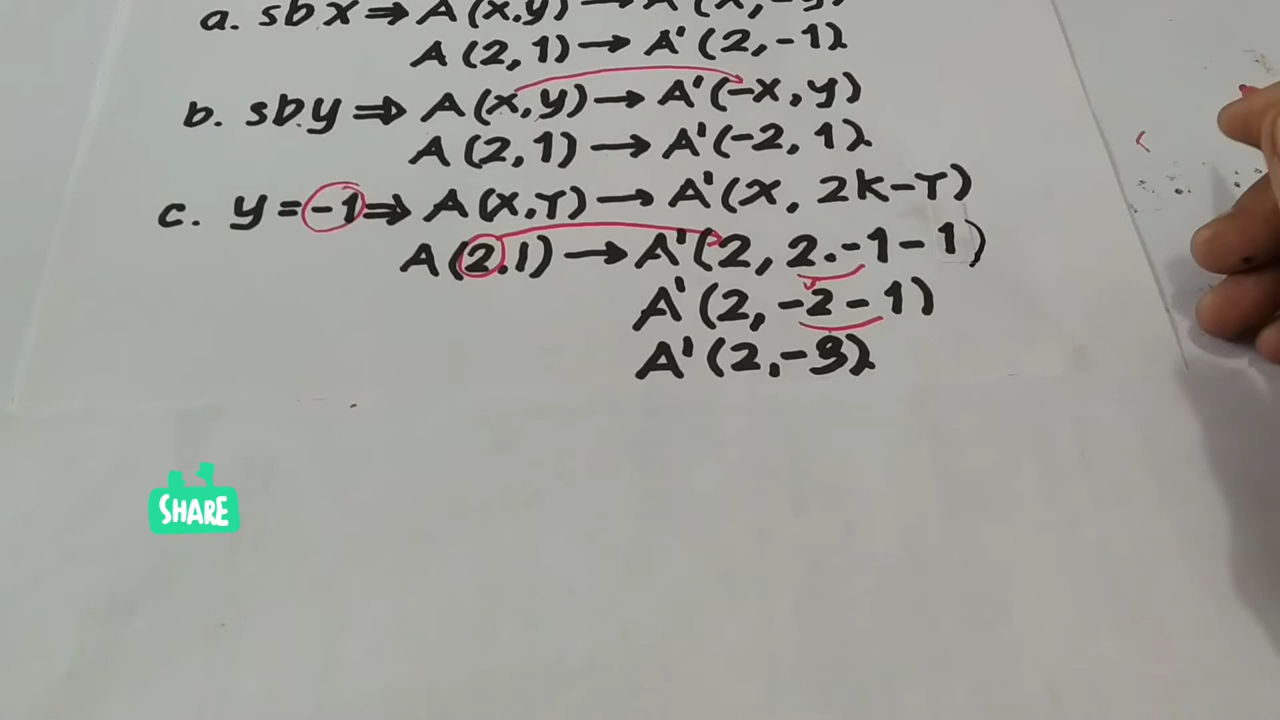 a. sb x ⇒ A(x,y) → A'(x,-y)
A(2,1) → A'(2,-1)
b. sb.y ⇒ A(x,y) → A'(-x,y)
A(2,1) → A'(-2,1)
c. y=-1 ⇒ A(X,Y) → A'(X, 2K-Y)
A(2.1) → A'(2, 2.-1-1)
A'(2,-2-1)
A'(2,-3)
SHARE